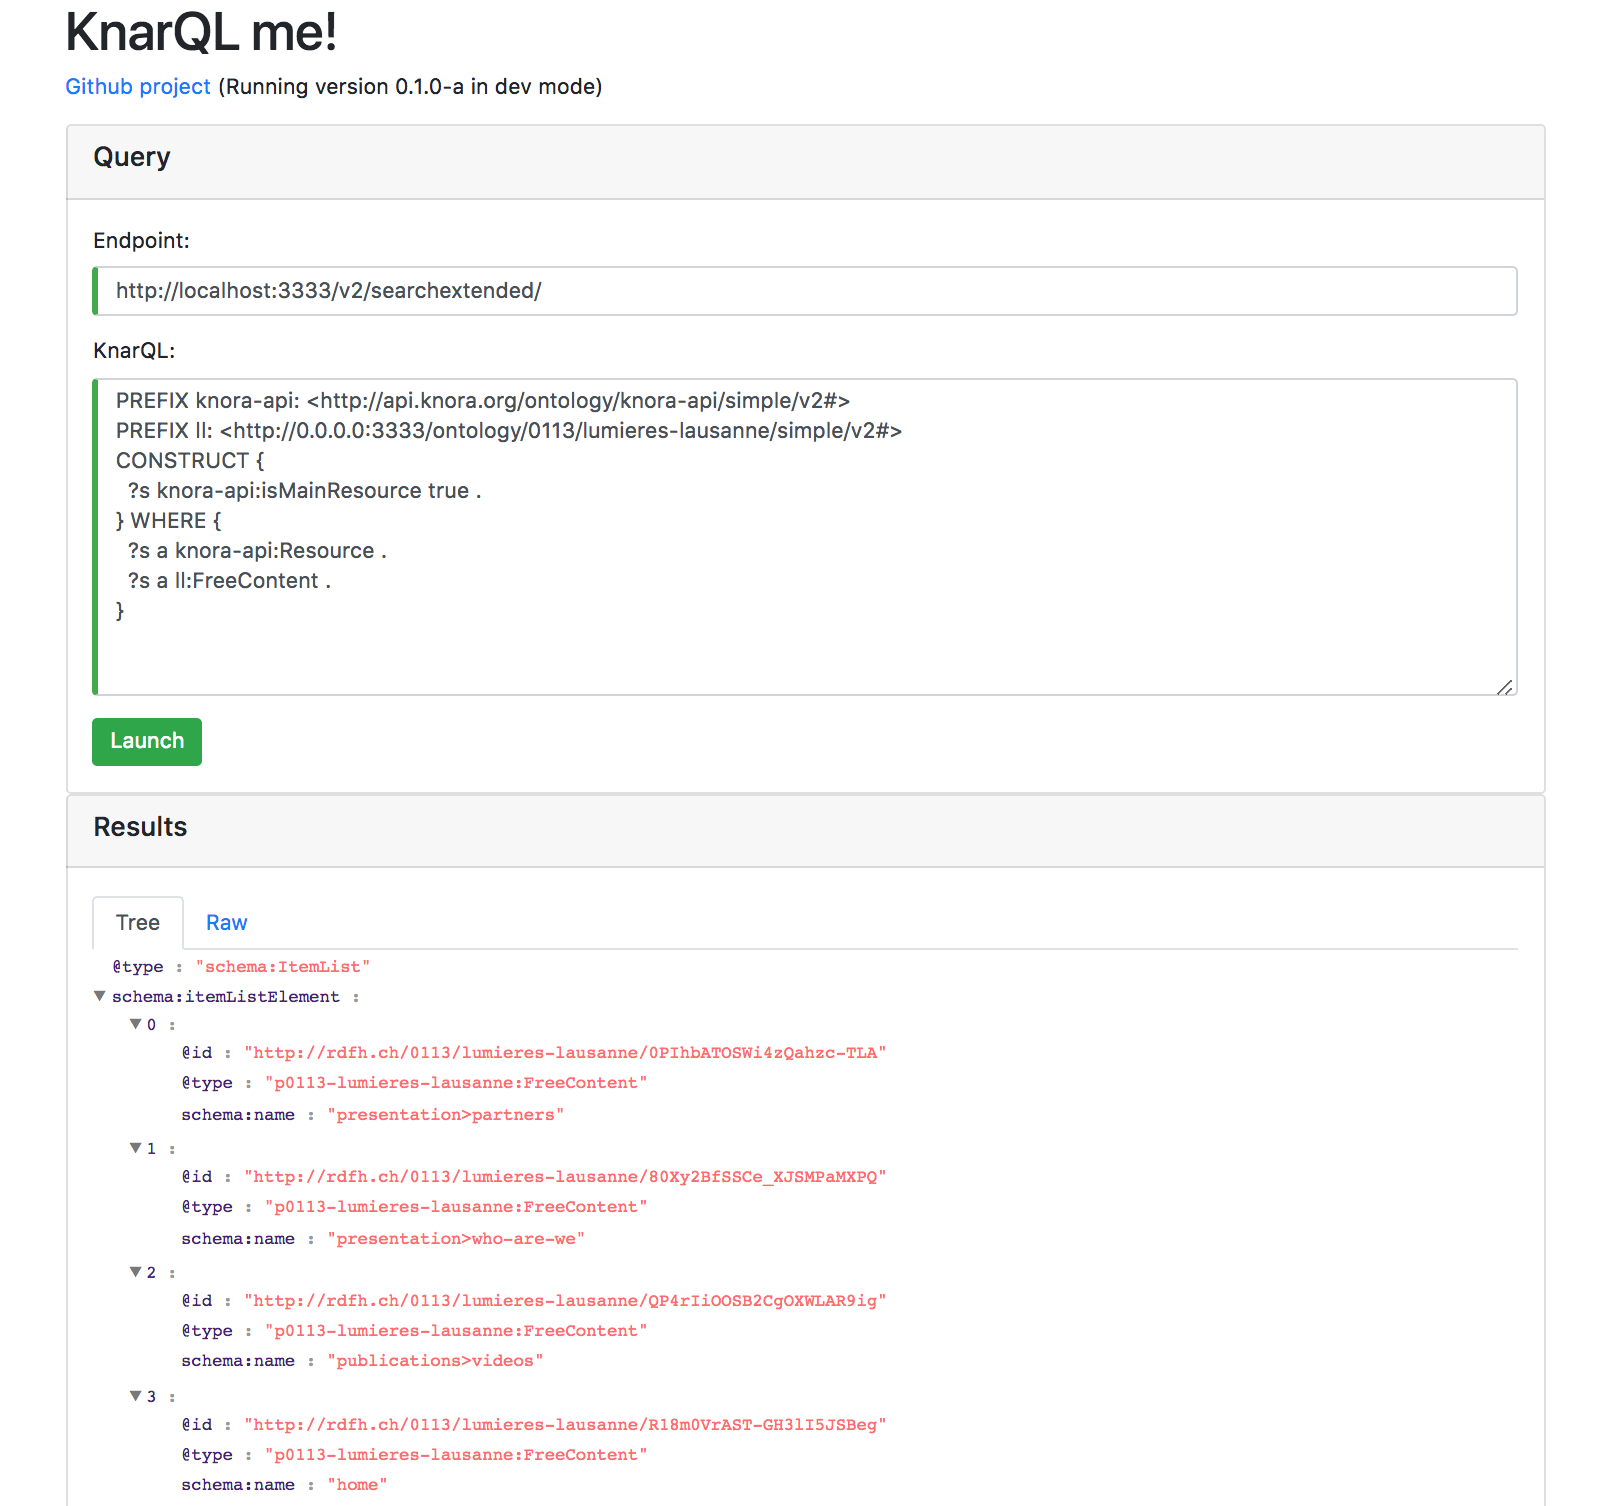 KnarQL me!
Github project (Running version 0.1.0-a in dev mode)
Query
Endpoint:
http://localhost:3333/v2/searchextended/
KnarQL:
PREFIX knora-api: <http://api.knora.org/ontology/knora-api/simple/v2#>
PREFIX ll: <http://0.0.0.0:3333/ontology/0113/lumieres-lausanne/simple/v2#>
CONSTRUCT {
?s knora-api:isMainResource true .
} WHERE {
?s a knora-api:Resource .
?s a ll:FreeContent .
}
Launch
Results
Tree Raw
@type : "schema:ItemList"
▼ schema:itemListElement :
▼ 0 :
@id : "http://rdfh.ch/0113/lumieres-lausanne/0PIhbATOSWi4zQahzc-TLA"
@type : "p0113-lumieres-lausanne:FreeContent"
schema:name : "presentation>partners"
▼ 1 :
@id : "http://rdfh.ch/0113/lumieres-lausanne/80Xy2BfSSCe_XJSMPaMXPQ"
@type : "p0113-lumieres-lausanne:FreeContent"
schema:name : "presentation>who-are-we"
▼ 2 :
@id : "http://rdfh.ch/0113/lumieres-lausanne/QP4rIiOOSB2CgOXWLAR9ig"
@type : "p0113-lumieres-lausanne:FreeContent"
schema:name : "publications>videos"
▼ 3 :
@id : "http://rdfh.ch/0113/lumieres-lausanne/R18m0VrAST-GH3lI5JSBeg"
@type : "p0113-lumieres-lausanne:FreeContent"
schema:name : "home"